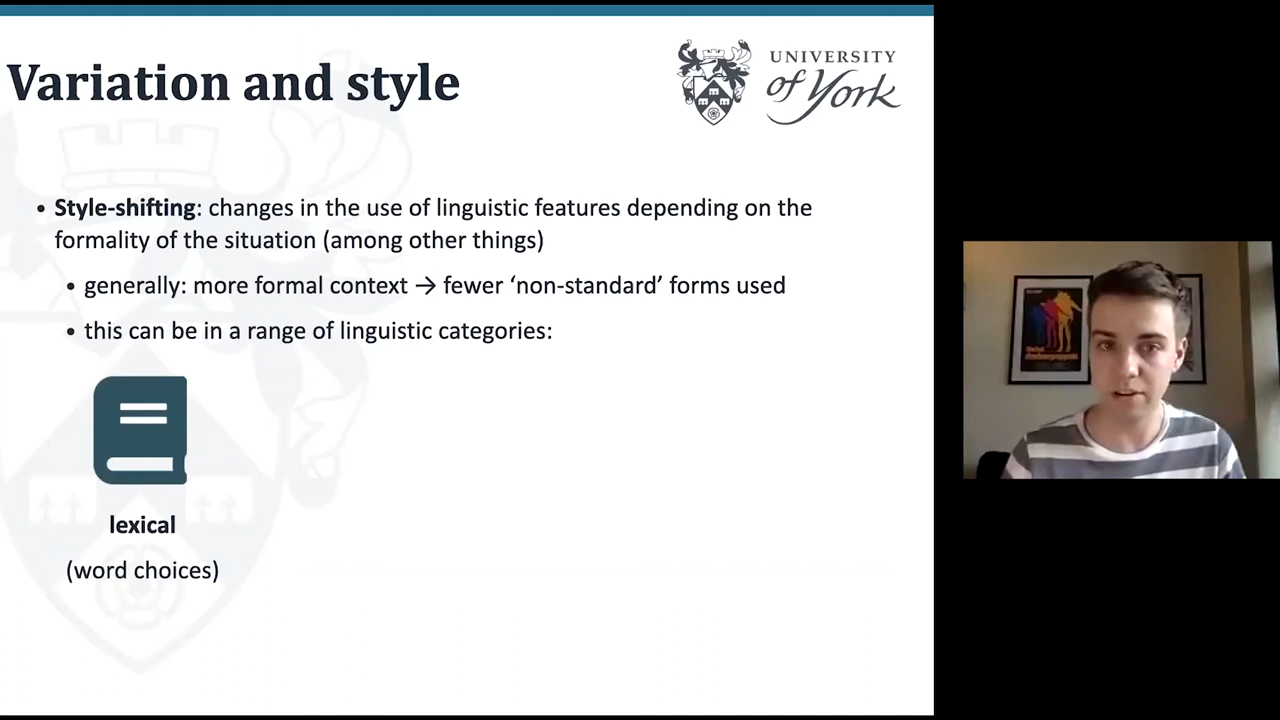 Variation and style
UNIVERSITY
of York
• Style-shifting: changes in the use of linguistic features depending on the
formality of the situation (among other things)
• generally: more formal context → fewer ‘non-standard’ forms used
• this can be in a range of linguistic categories:
lexical
(word choices)